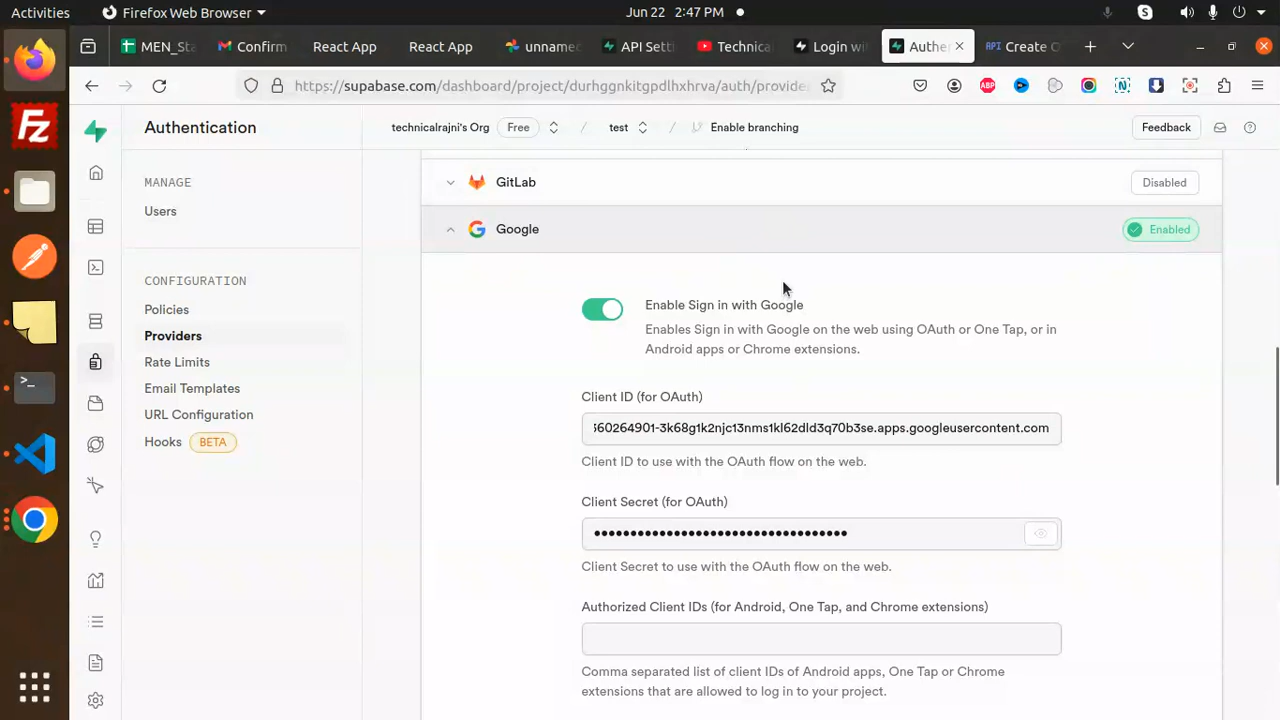 Activities
Firefox Web Browser
Jun 22 2:47 PM
MEN_Sta
Confirm
React App
React App
unname
API Setti
Technical
Login wi
Authe
API Create O
https://supabase.com/dashboard/project/durhggnkitgpdlhxhrva/auth/provide
Authentication
technicalrajni's Org
Free
/
test
/
Enable branching
Feedback
MANAGE
Users
CONFIGURATION
Policies
Providers
Rate Limits
Email Templates
URL Configuration
Hooks
BETA
GitLab
Disabled
Google
Enabled
Enable Sign in with Google
Enables Sign in with Google on the web using OAuth or One Tap, or in
Android apps or Chrome extensions.
Client ID (for OAuth)
360264901-3k68g1k2njc13nms1kl62dld3q70b3se.apps.googleusercontent.com
Client ID to use with the OAuth flow on the web.
Client Secret (for OAuth)
Client Secret to use with the OAuth flow on the web.
Authorized Client IDs (for Android, One Tap, and Chrome extensions)
Comma separated list of client IDs of Android apps, One Tap or Chrome
extensions that are allowed to log in to your project.